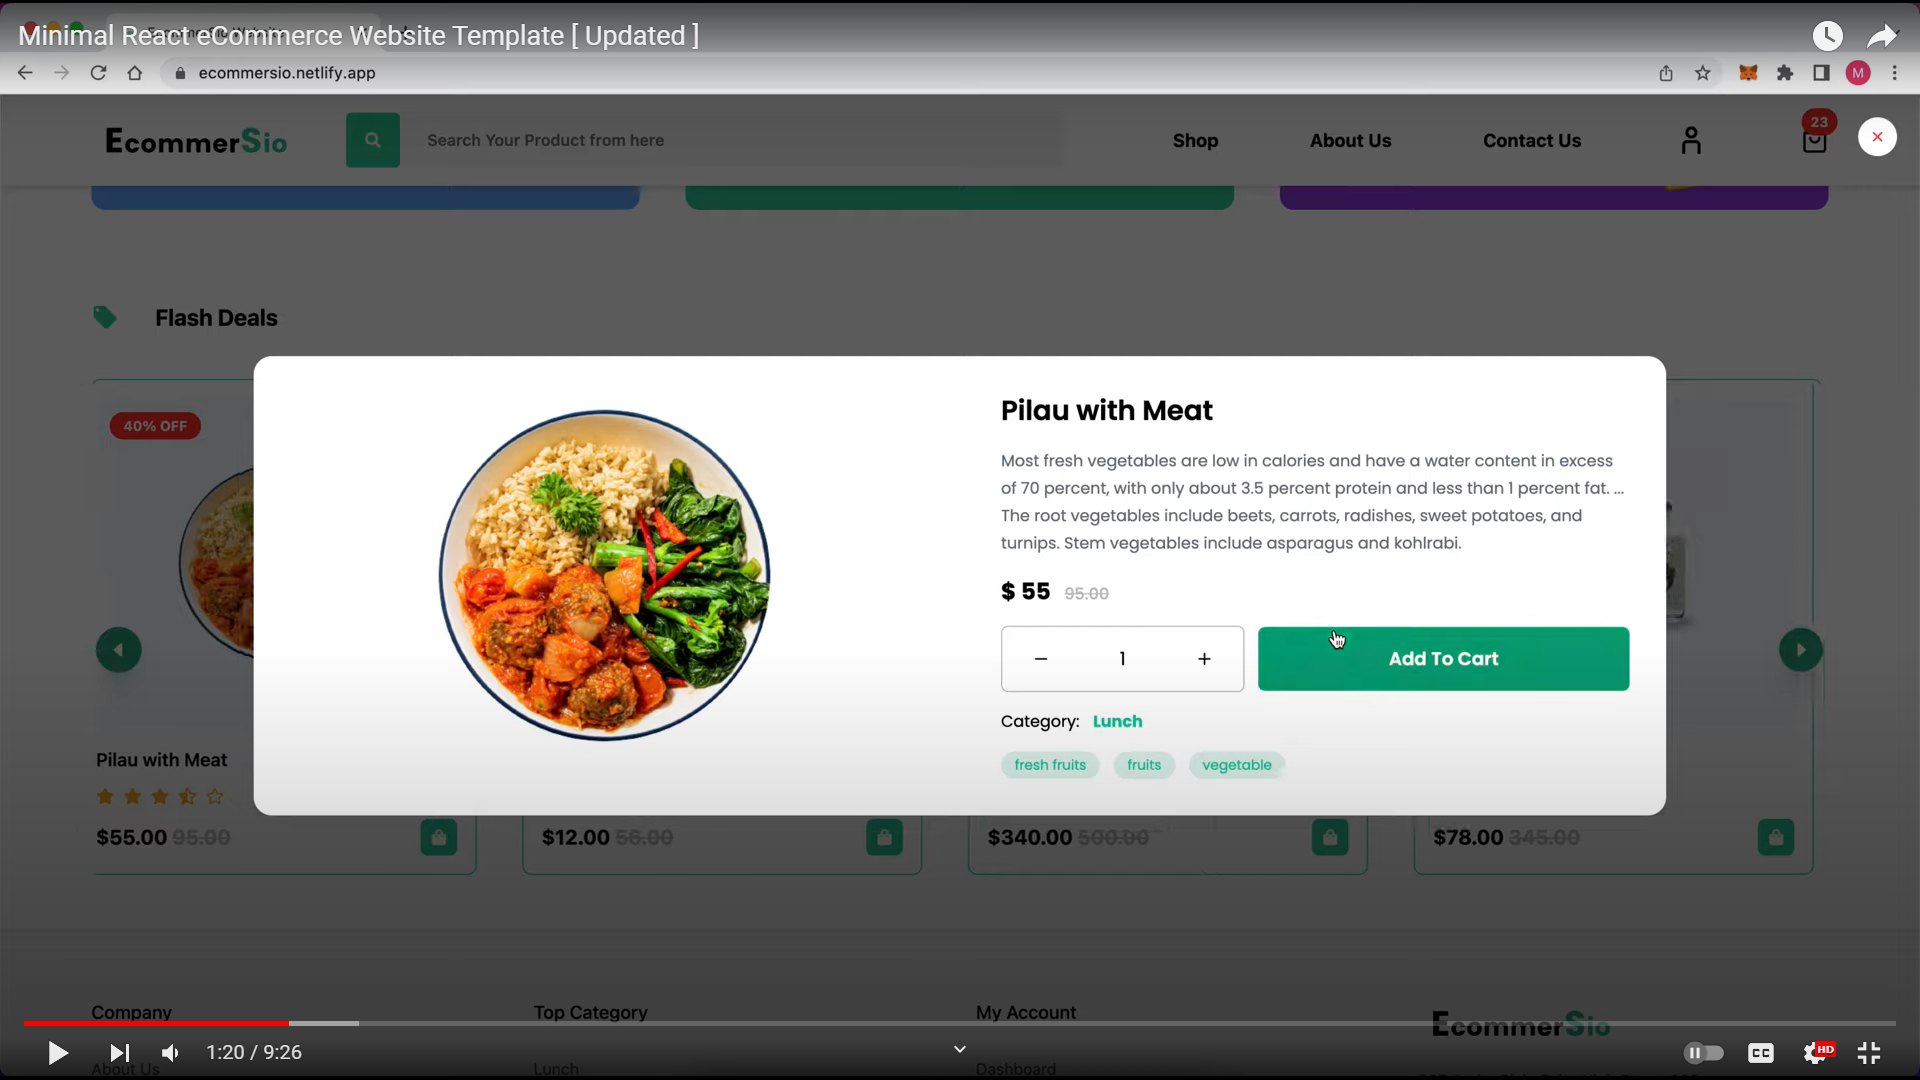 Minimal React eCommerce Website Template [ Updated ]
ecommersio.netlify.app
M
EcommerSio
Search Your Product from here
Shop
About Us
Contact Us
23
Flash Deals
40% OFF
Pilau with Meat
Most fresh vegetables are low in calories and have a water content in excess
of 70 percent, with only about 3.5 percent protein and less than 1 percent fat. ...
The root vegetables include beets, carrots, radishes, sweet potatoes, and
turnips. Stem vegetables include asparagus and kohlrabi.
$ 55 95.00
1
Add To Cart
Category: Lunch
fresh fruits fruits vegetable
Pilau with Meat
$55.00 95.00
$12.00 56.00
$340.00 500.00
$78.00 345.00
Company
Top Category
My Account
EcommerSio
1:20 / 9:26
CC
HD
About Us
Lunch
Dashboard